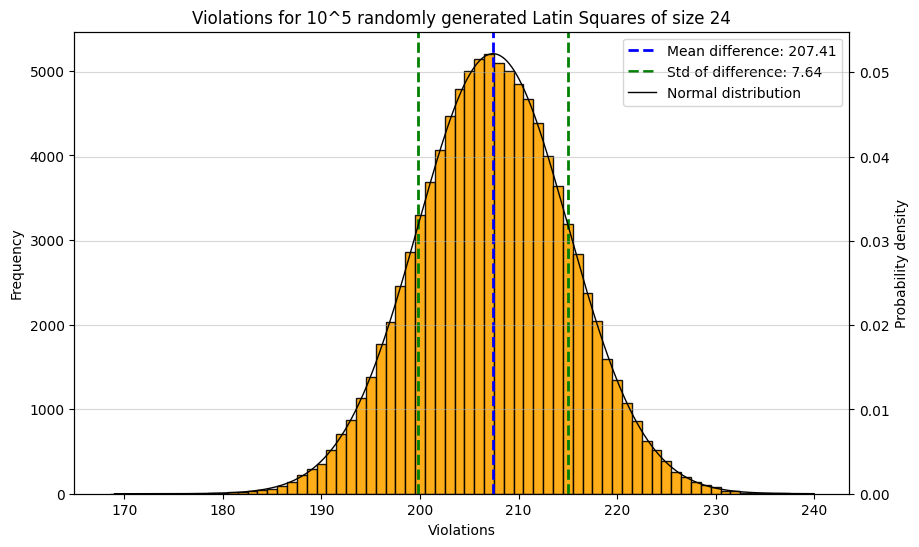 Violations for 10^5 randomly generated Latin Squares of size 24
Mean difference: 207.41
Std of difference: 7.64
Normal distribution
Frequency
5000
4000
3000
2000
1000
0
0.05
0.04
0.03
0.02
0.01
0.00
Probability density
170 180 190 200 210 220 230 240
Violations